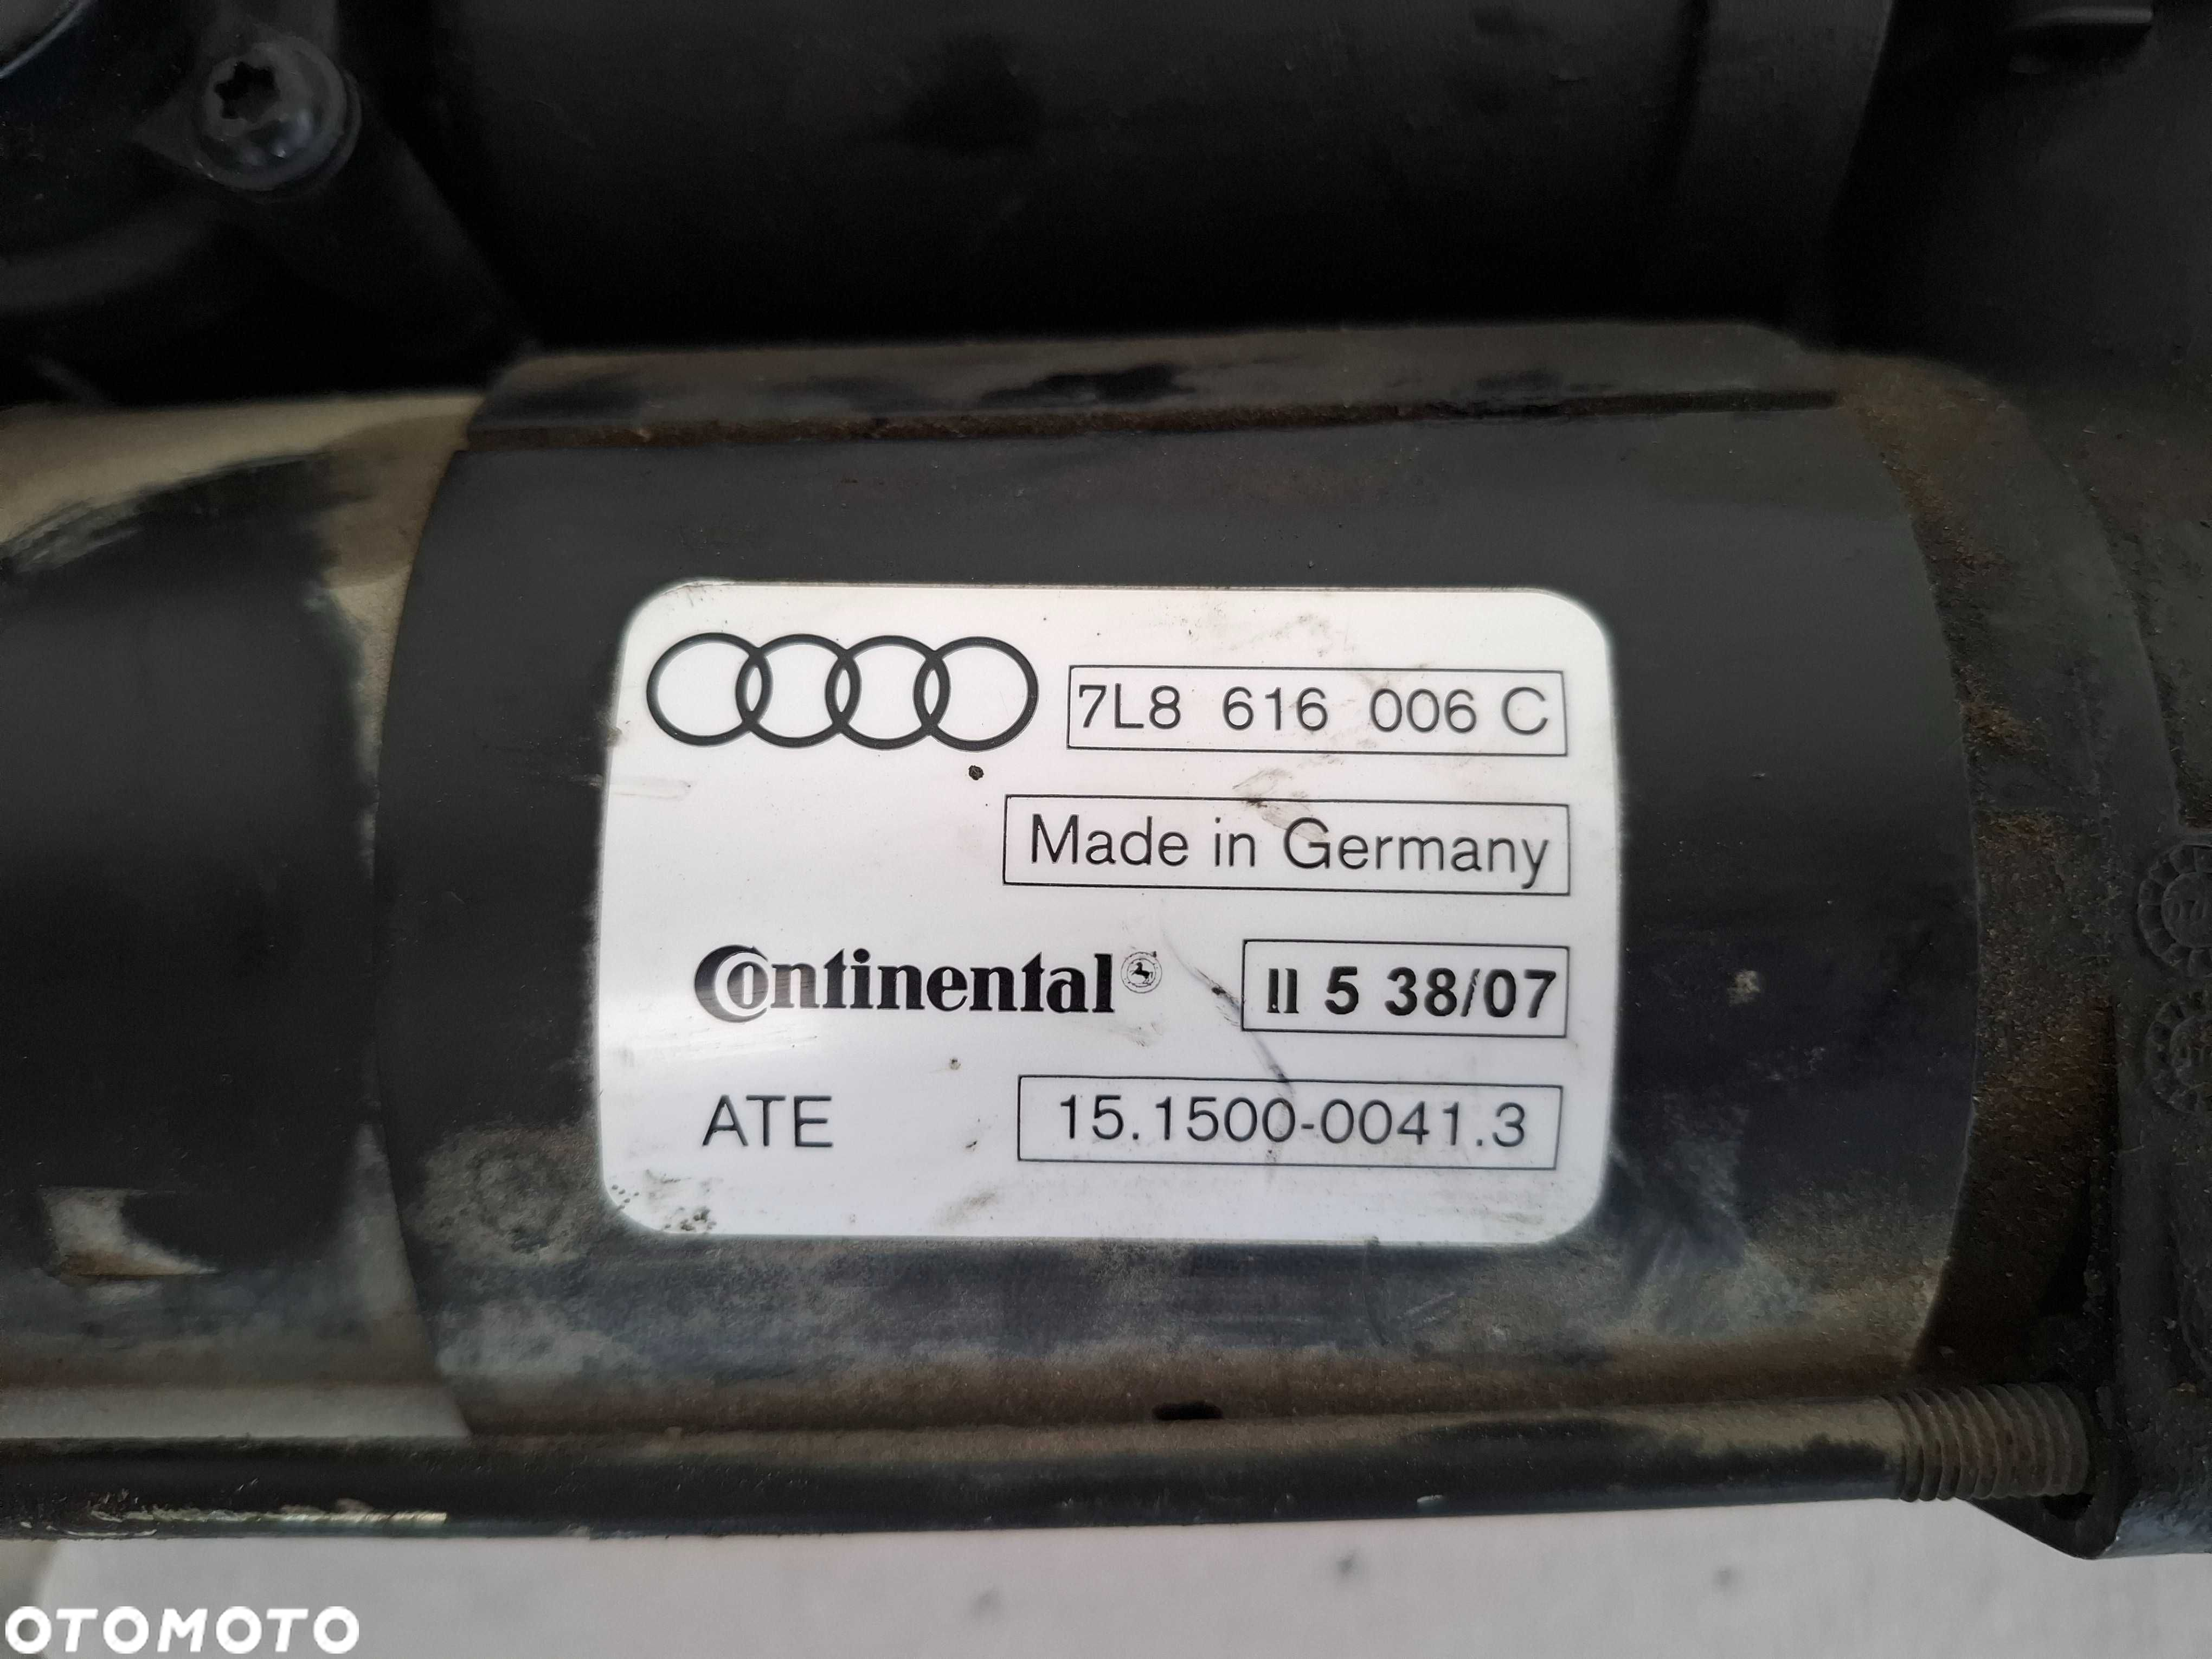 7L8 616 006 C
Made in Germany
Continental II 5 38/07
ATE 15.1500-0041.3
OTOMOTO